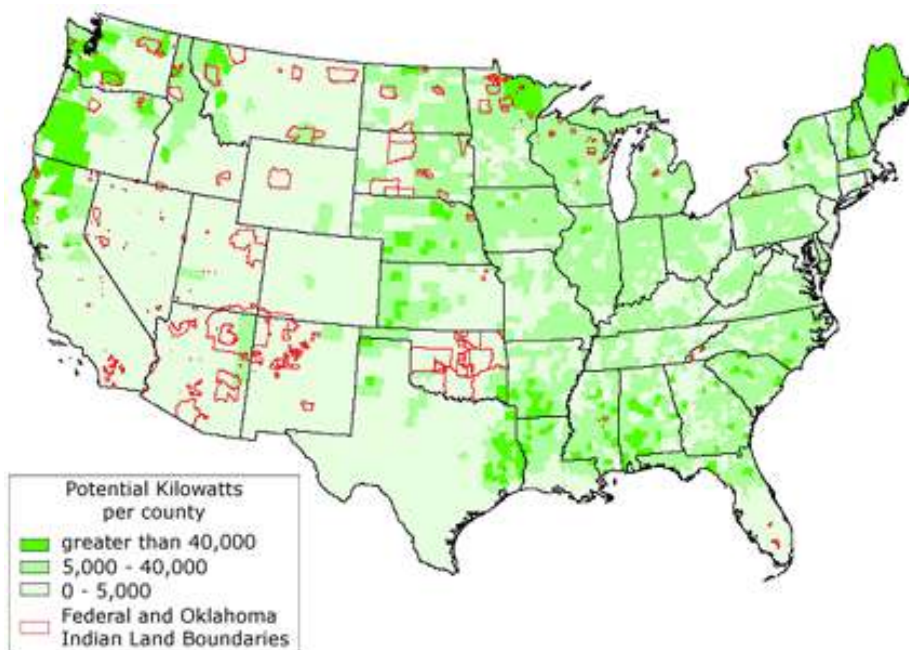 Potential Kilowatts
per county
greater than 40,000
5,000 - 40,000
0 - 5,000
Federal and Oklahoma
Indian Land Boundaries